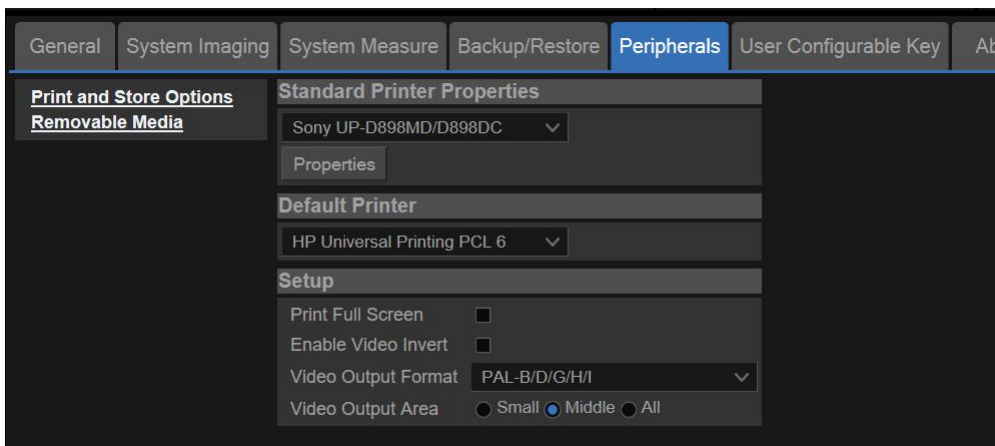 General System Imaging System Measure Backup/Restore Peripherals User Configurable Key
Print and Store Options
Removable Media
Standard Printer Properties
Sony UP-D898MD/D898DC
Properties
Default Printer
HP Universal Printing PCL 6
Setup
Print Full Screen
Enable Video Invert
Video Output Format PAL-B/D/G/H/I
Video Output Area Small Middle All